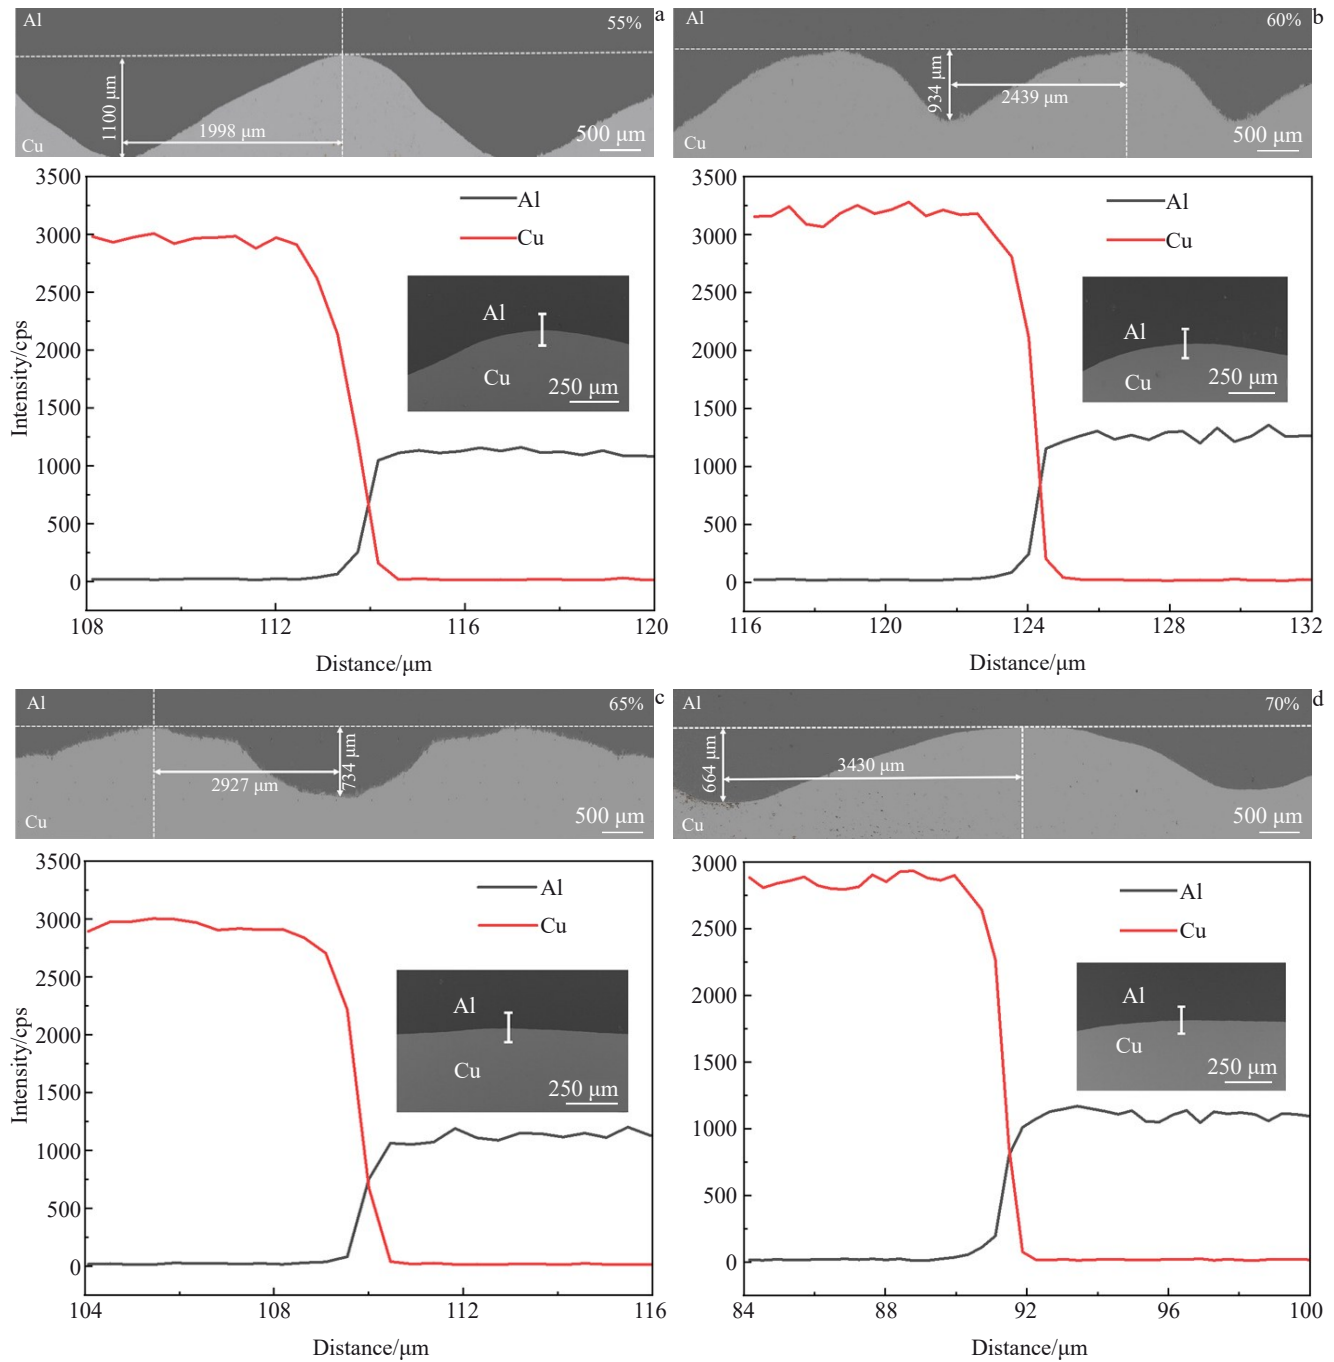 Al
55%
a
1100 μm
1998 μm
500 μm
Cu
Al
60%
b
934 μm
2439 μm
500 μm
Cu
3500
3000
2500
2000
1500
1000
500
0
Intensity/cps
Al
Cu
Al
Cu
250 μm
108
112
116
120
Distance/μm
3500
3000
2500
2000
1500
1000
500
0
Al
Cu
Al
Cu
250 μm
116
120
124
128
132
Distance/μm
Al
65%
c
734 μm
2927 μm
500 μm
Cu
Al
70%
d
664 μm
3430 μm
500 μm
Cu
3500
3000
2500
2000
1500
1000
500
0
Intensity/cps
Al
Cu
Al
Cu
250 μm
104
108
112
116
Distance/μm
3000
2500
2000
1500
1000
500
0
Al
Cu
Al
Cu
250 μm
84
88
92
96
100
Distance/μm